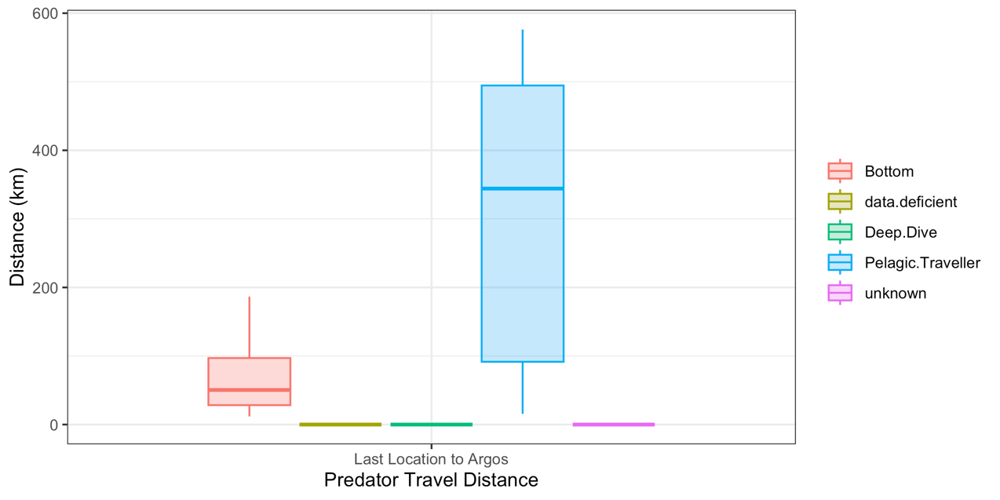 600
400
200
0
Distance (km)
Last Location to Argos
Predator Travel Distance
Bottom
data.deficient
Deep.Dive
Pelagic.Traveller
unknown